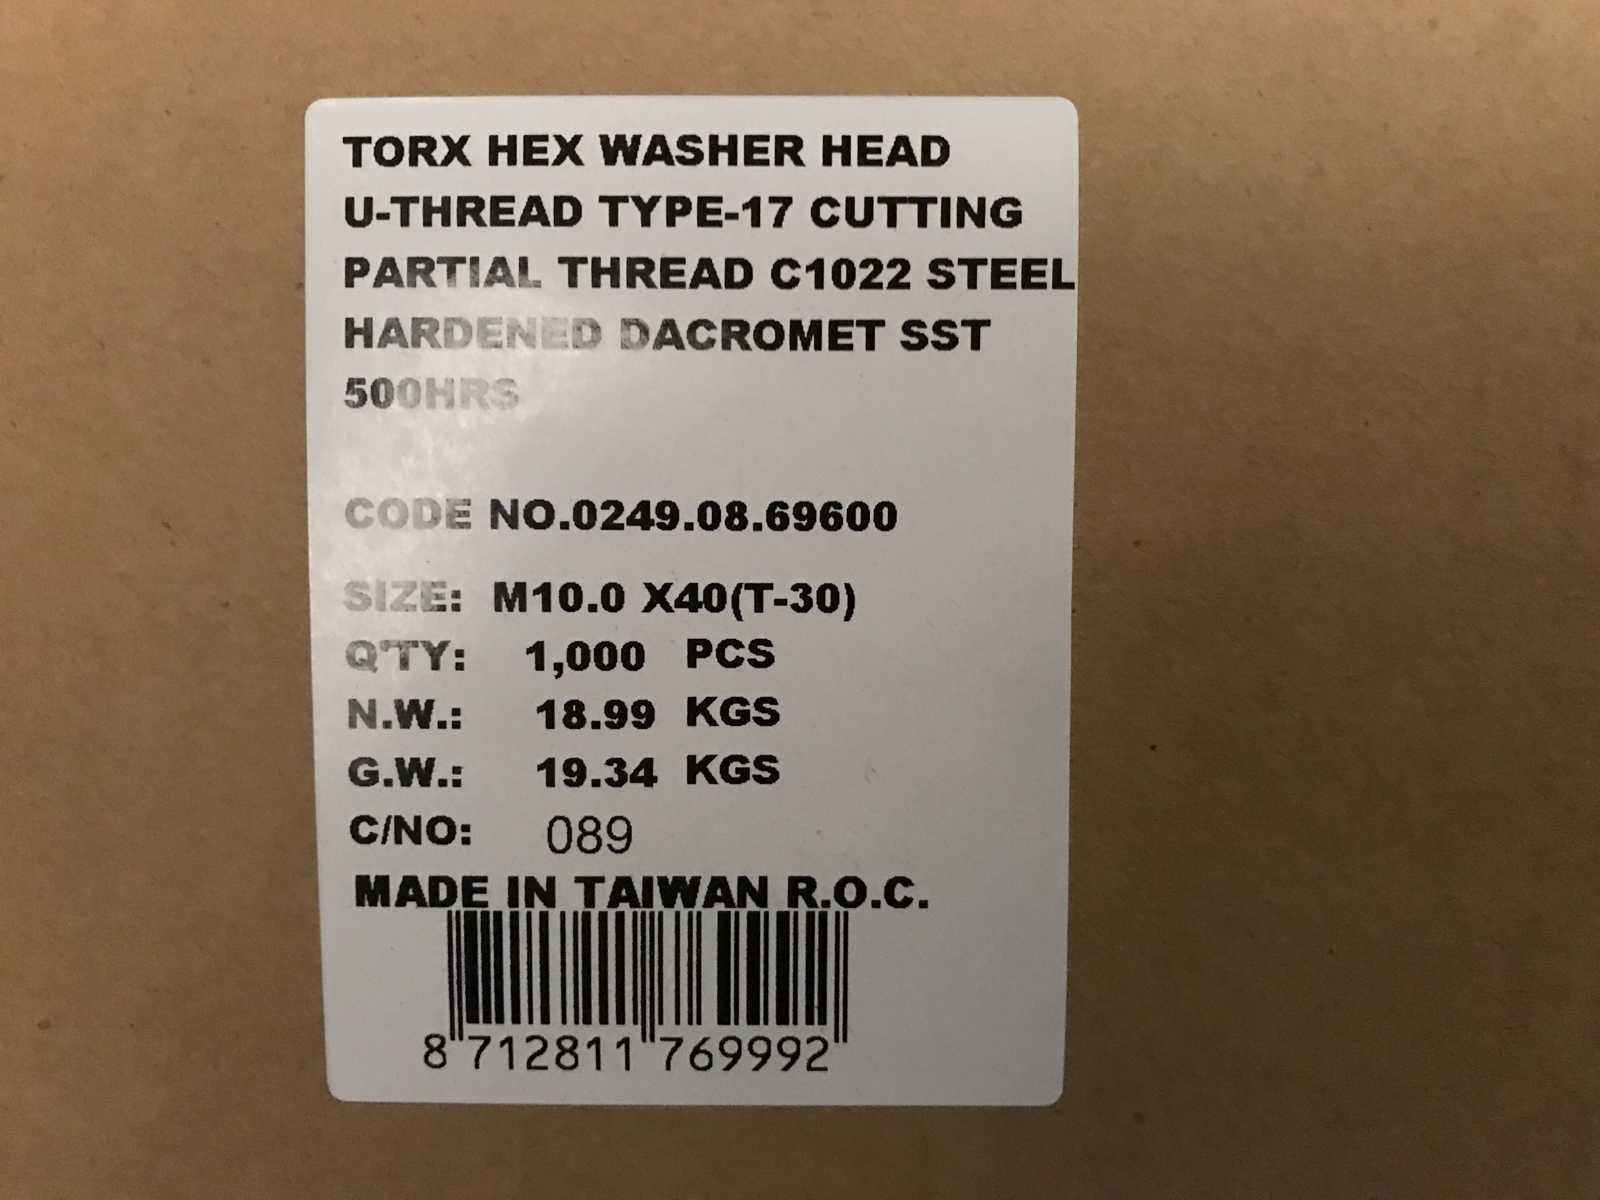 TORX HEX WASHER HEAD
U-THREAD TYPE-17 CUTTING
PARTIAL THREAD C1022 STEEL
HARDENED DACROMET SST
500HRS
CODE NO.0249.08.69600
SIZE: M10.0 X40(T-30)
Q'TY: 1,000 PCS
N.W.: 18.99 KGS
G.W.: 19.34 KGS
C/NO: 089
MADE IN TAIWAN R.O.C.
8 712811 769992